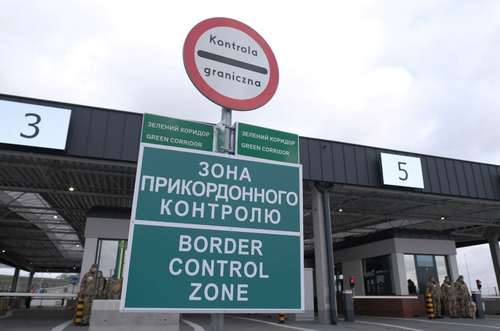 Kontrola
graniczna
3
5
ЗЕЛЕНИЙ КОРИДОР
GREEN CORRIDOR
ЗЕЛЕНИЙ КОРИДОР
GREEN CORRIDOR
ЗОНА
ПРИКОРДОННОГО
КОНТРОЛЮ
BORDER
CONTROL
ZONE